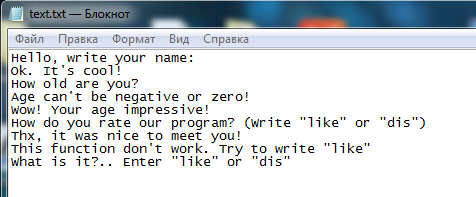 text.txt — Блокнот
Файл Правка Формат Вид Справка
Hello, write your name:
Ok. It's cool!
How old are you?
Age can't be negative or zero!
Wow! Your age impressive!
How do you rate our program? (Write "like" or "dis")
Thx, it was nice to meet you!
This function don't work. Try to write "like"
What is it?.. Enter "like" or "dis"